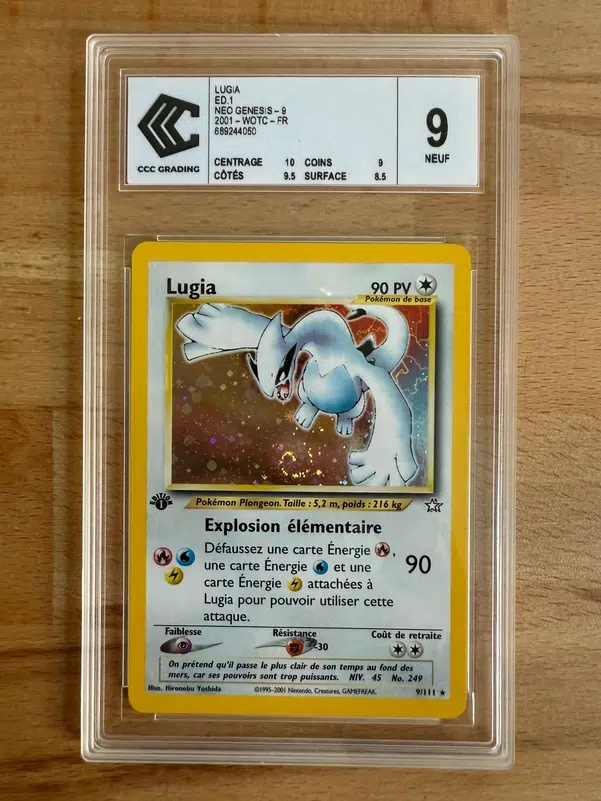 LUGIA
ED.1
NEO GENESIS - 9
2001 - WOTC - FR
689244050
CCC GRADING
CENTRAGE 10 COINS 9
CÔTÉS 9.5 SURFACE 8.5
9
NEUF
Lugia 90 PV
Pokémon de base
EDITION 1
Pokémon Plongeon. Taille : 5,2 m, poids : 216 kg
Explosion élémentaire
Défaussez une carte Énergie ,
une carte Énergie et une
carte Énergie attachées à
Lugia pour pouvoir utiliser cette
attaque.
90
Faiblesse Résistance Coût de retraite
-30
On prétend qu'il passe le plus clair de son temps au fond des
mers, car ses pouvoirs sont trop puissants. NIV. 45 No. 249
Illus. Hironobu Yoshida ©1995-2001 Nintendo, Creatures, GAMEFREAK. 9/111 ★